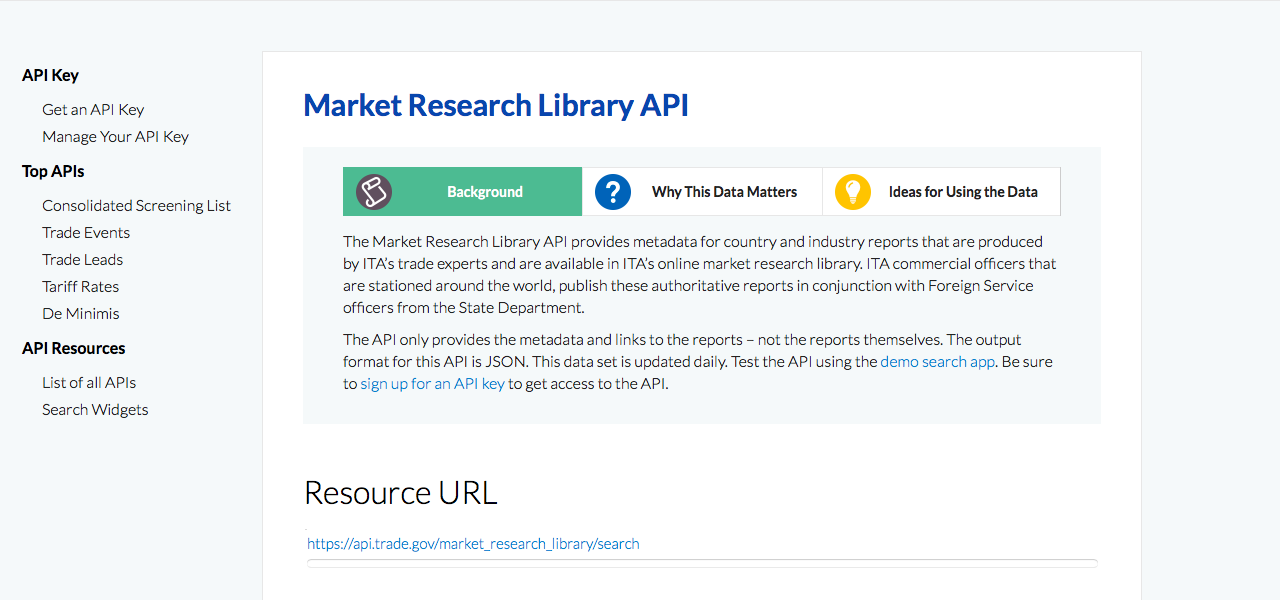 API Key
Get an API Key
Manage Your API Key
Top APIs
Consolidated Screening List
Trade Events
Trade Leads
Tariff Rates
De Minimis
API Resources
List of all APIs
Search Widgets
Market Research Library API
Background
Why This Data Matters
Ideas for Using the Data
The Market Research Library API provides metadata for country and industry reports that are produced
by ITA’s trade experts and are available in ITA’s online market research library. ITA commercial officers that
are stationed around the world, publish these authoritative reports in conjunction with Foreign Service
officers from the State Department.
The API only provides the metadata and links to the reports – not the reports themselves. The output
format for this API is JSON. This data set is updated daily. Test the API using the demo search app. Be sure
to sign up for an API key to get access to the API.
Resource URL
https://api.trade.gov/market_research_library/search